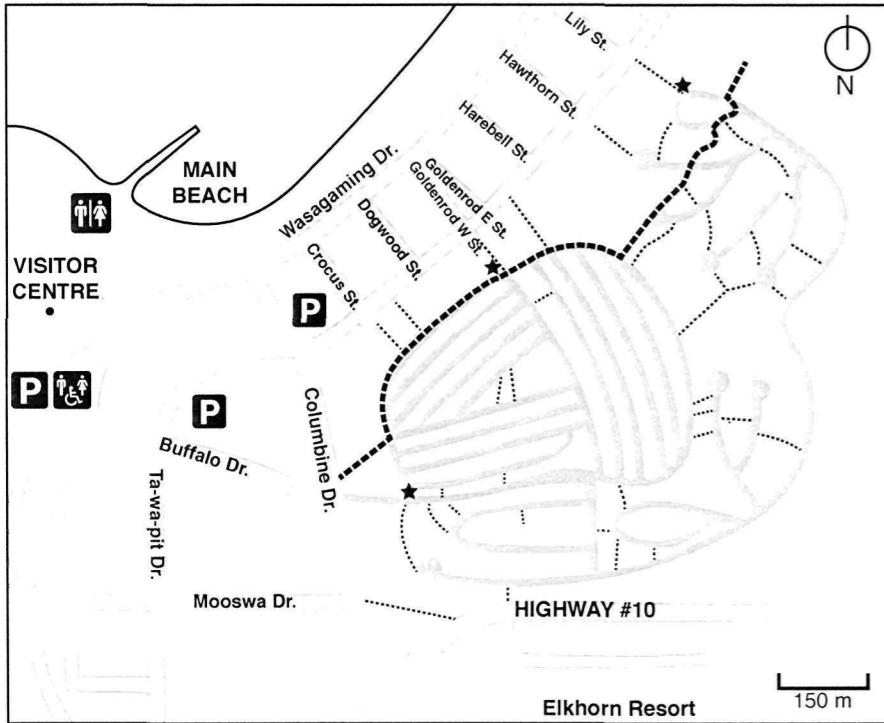 Lily St.
N
Hawthorn St.
Harebell St.
MAIN
BEACH
Wasagaming Dr.
Goldenrod E St.
Goldenrod W St.
Dogwood St.
Crocus St.
VISITOR
CENTRE
P
P
P
Columbine Dr.
Buffalo Dr.
Ta-wa-pit Dr.
Mooswa Dr.
HIGHWAY #10
150 m
Elkhorn Resort